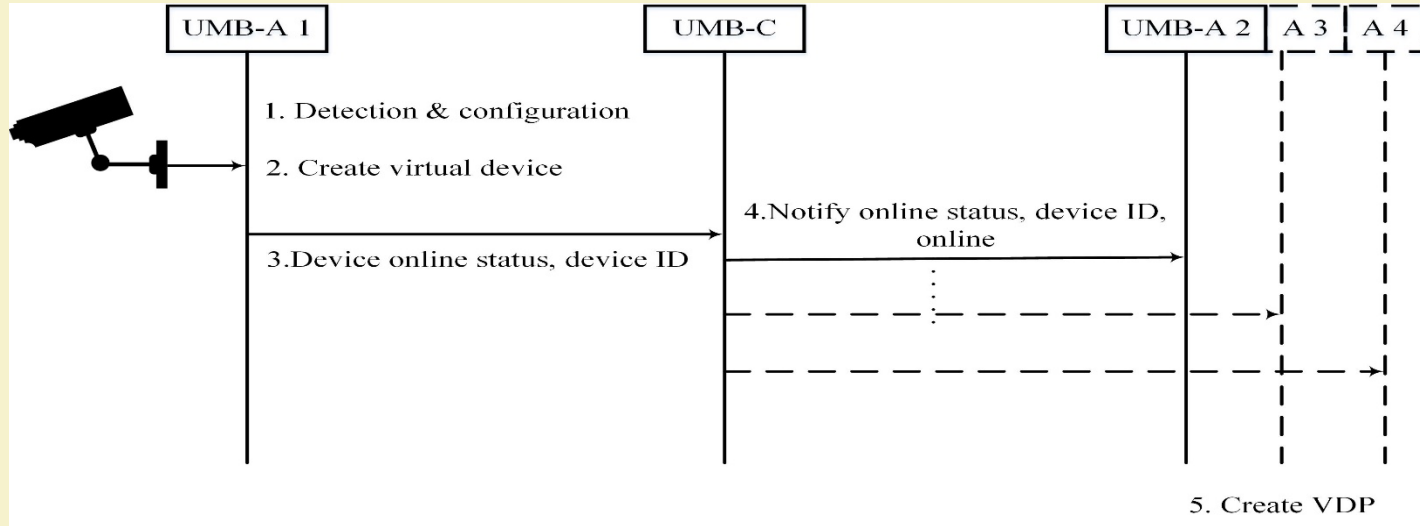 UMB-A 1
UMB-C
UMB-A 2
A 3
A 4
1. Detection & configuration
2. Create virtual device
3.Device online status, device ID
4.Notify online status, device ID,
online
5. Create VDP